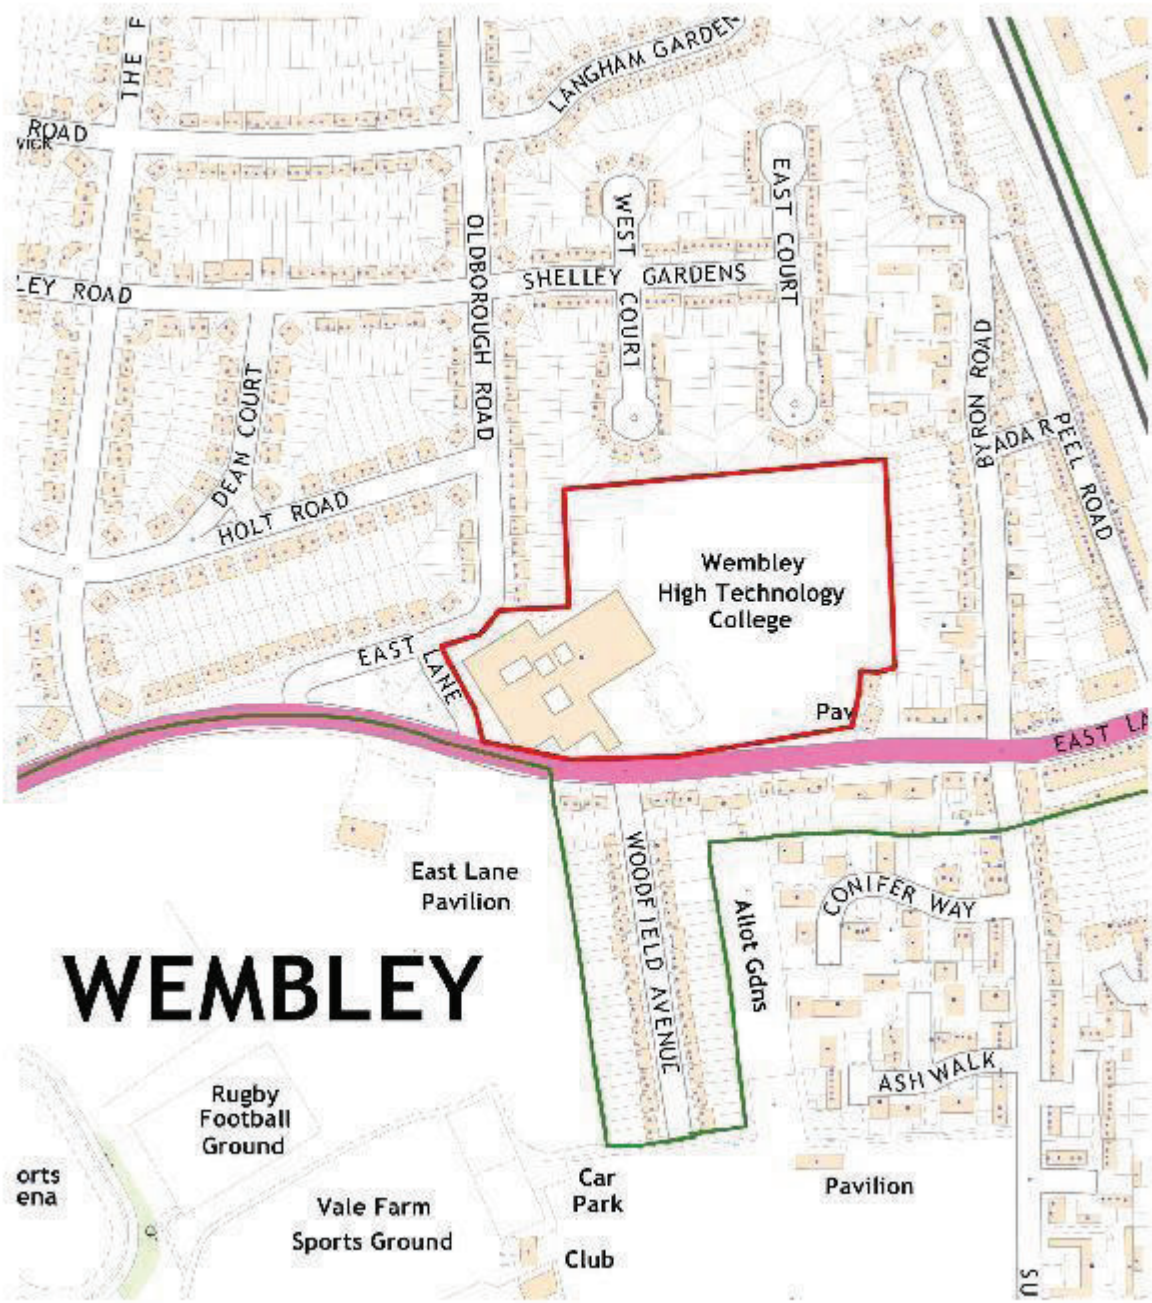 THE F
LANGHAM GARDEN
ROAD
WICK
WEST
COURT
EAST COURT
OLDBOROUGH ROAD
SHELLEY GARDENS
LEY ROAD
BYRON ROAD
DEAN COURT
ADA R
PEEL ROAD
HOLT ROAD
Wembley
High Technology
College
EAST
LANE
Pav
EAST LA
WOODFIELD AVENUE
East Lane
Pavilion
CONIFER WAY
Allot Gdns
WEMBLEY
ASH WALK
Rugby
Football
Ground
orts
ena
Car
Park
Pavilion
Vale Farm
Sports Ground
Club
SU